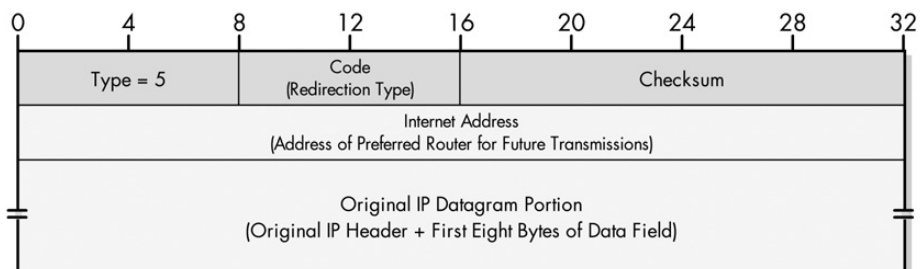 0 4 8 12 16 20 24 28 32
Type = 5
Code
(Redirection Type)
Checksum
Internet Address
(Address of Preferred Router for Future Transmissions)
Original IP Datagram Portion
(Original IP Header + First Eight Bytes of Data Field)